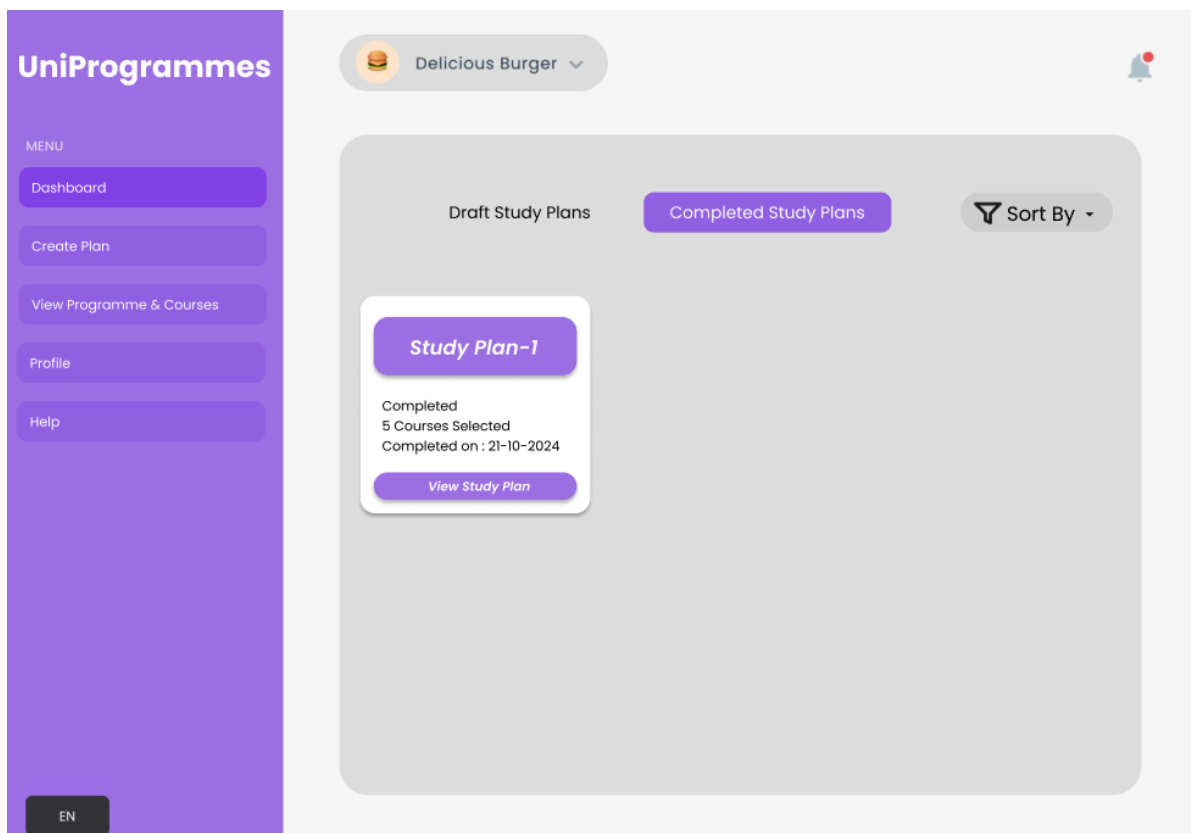 UniProgrammes
Delicious Burger
MENU
Dashboard
Create Plan
View Programme & Courses
Profile
Help
EN
Draft Study Plans
Completed Study Plans
Sort By
Study Plan-1
Completed
5 Courses Selected
Completed on : 21-10-2024
View Study Plan